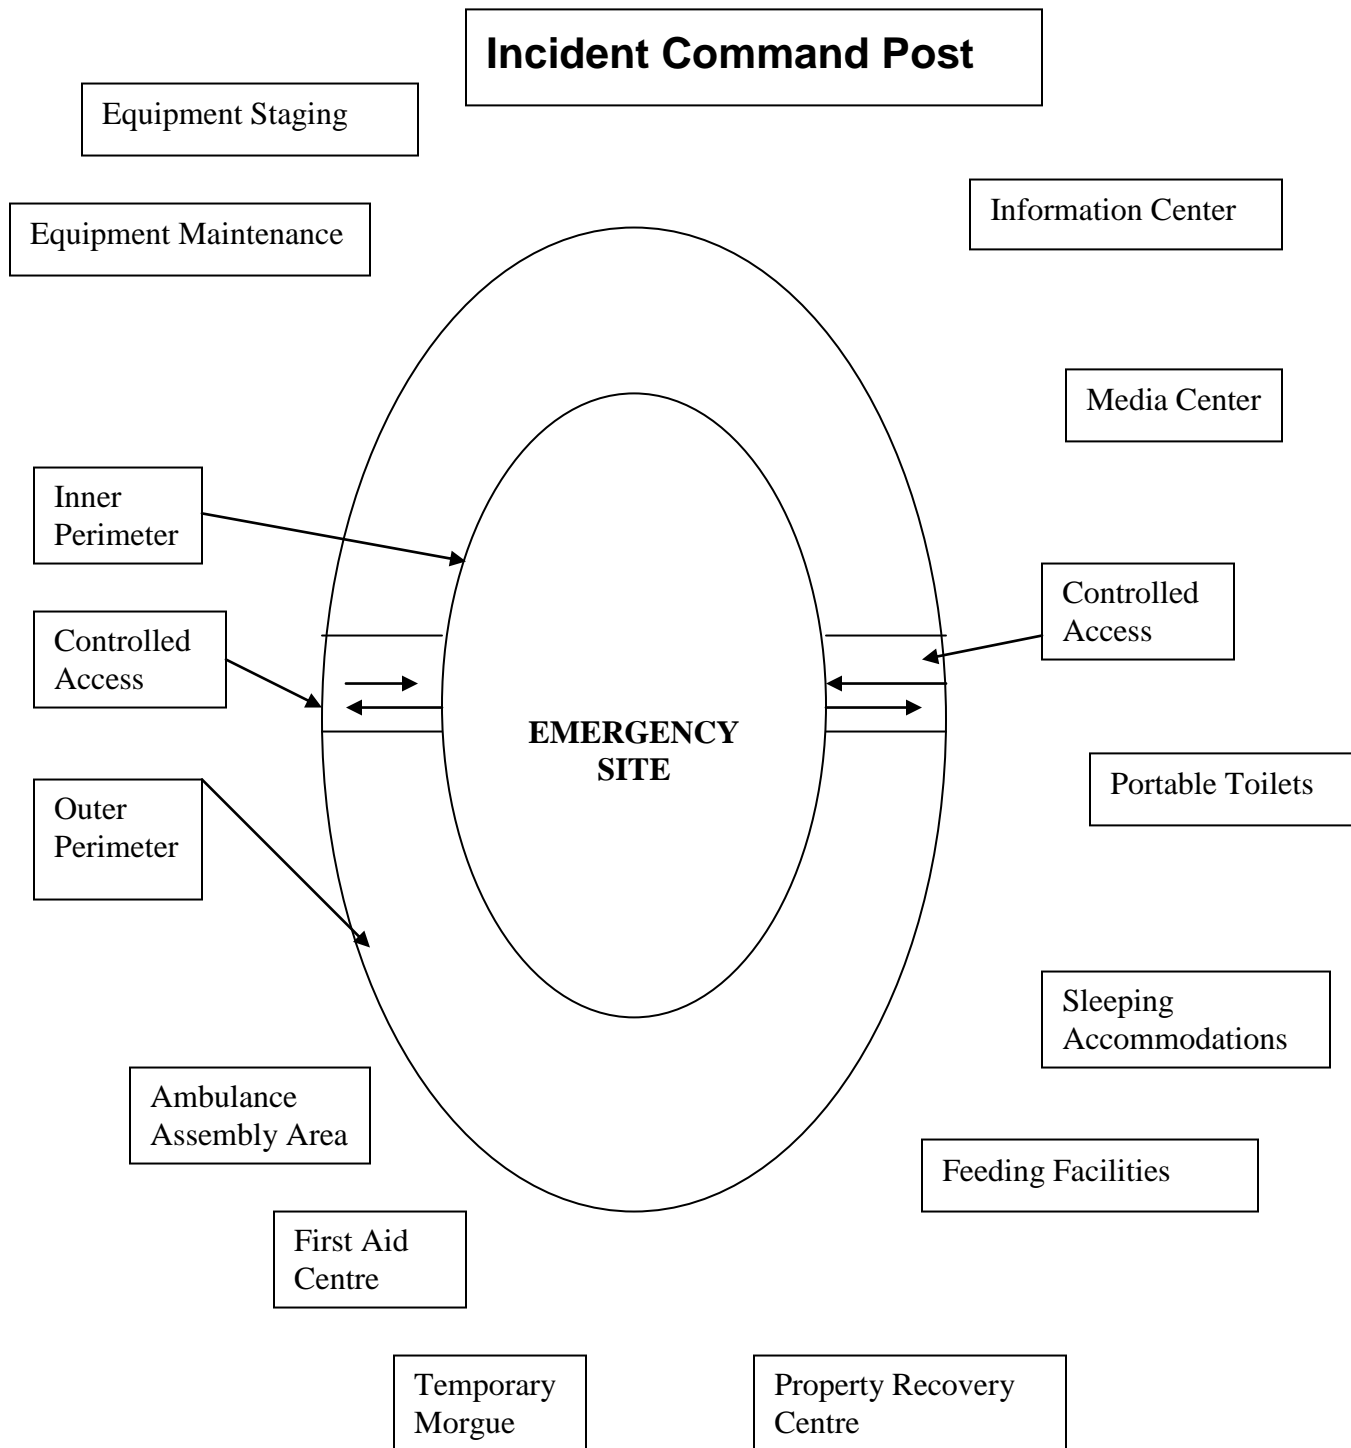 Incident Command Post
Equipment Staging
Information Center
Equipment Maintenance
Media Center
Inner
Perimeter
Controlled
Access
Controlled
Access
EMERGENCY
SITE
Portable Toilets
Outer
Perimeter
Sleeping
Accommodations
Ambulance
Assembly Area
Feeding Facilities
First Aid
Centre
Temporary
Morgue
Property Recovery
Centre